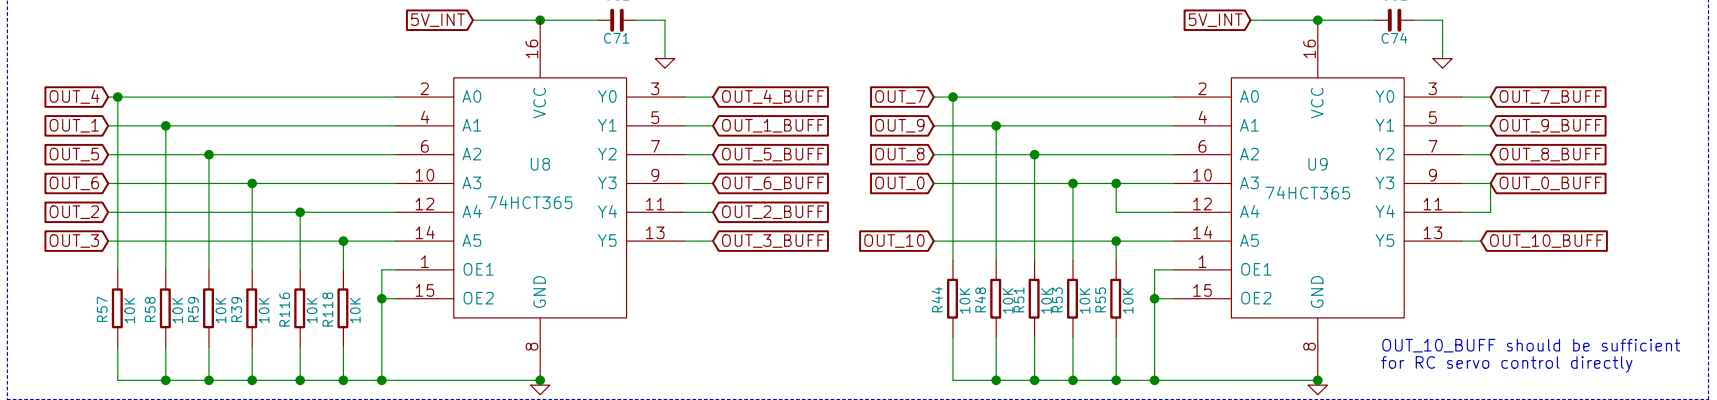 5V_INT
C71
16
VCC
OUT_4
2
A0
Y0
3
OUT_4_BUFF
OUT_1
4
A1
Y1
5
OUT_1_BUFF
OUT_5
6
A2
Y2
7
OUT_5_BUFF
U8
OUT_6
10
A3
Y3
9
OUT_6_BUFF
74HCT365
OUT_2
12
A4
Y4
11
OUT_2_BUFF
OUT_3
14
A5
Y5
13
OUT_3_BUFF
1
OE1
15
OE2
GND
8
R57
10K
R58
10K
R59
10K
R39
10K
R116
10K
R118
10K
5V_INT
C74
16
VCC
OUT_7
2
A0
Y0
3
OUT_7_BUFF
OUT_9
4
A1
Y1
5
OUT_9_BUFF
OUT_8
6
A2
Y2
7
OUT_8_BUFF
U9
OUT_0
10
A3
Y3
9
OUT_0_BUFF
74HCT365
12
A4
Y4
11
OUT_10
14
A5
Y5
13
OUT_10_BUFF
1
OE1
15
OE2
GND
8
R44
10K
R48
10K
R51
10K
R53
10K
R55
10K
OUT_10_BUFF should be sufficient
for RC servo control directly